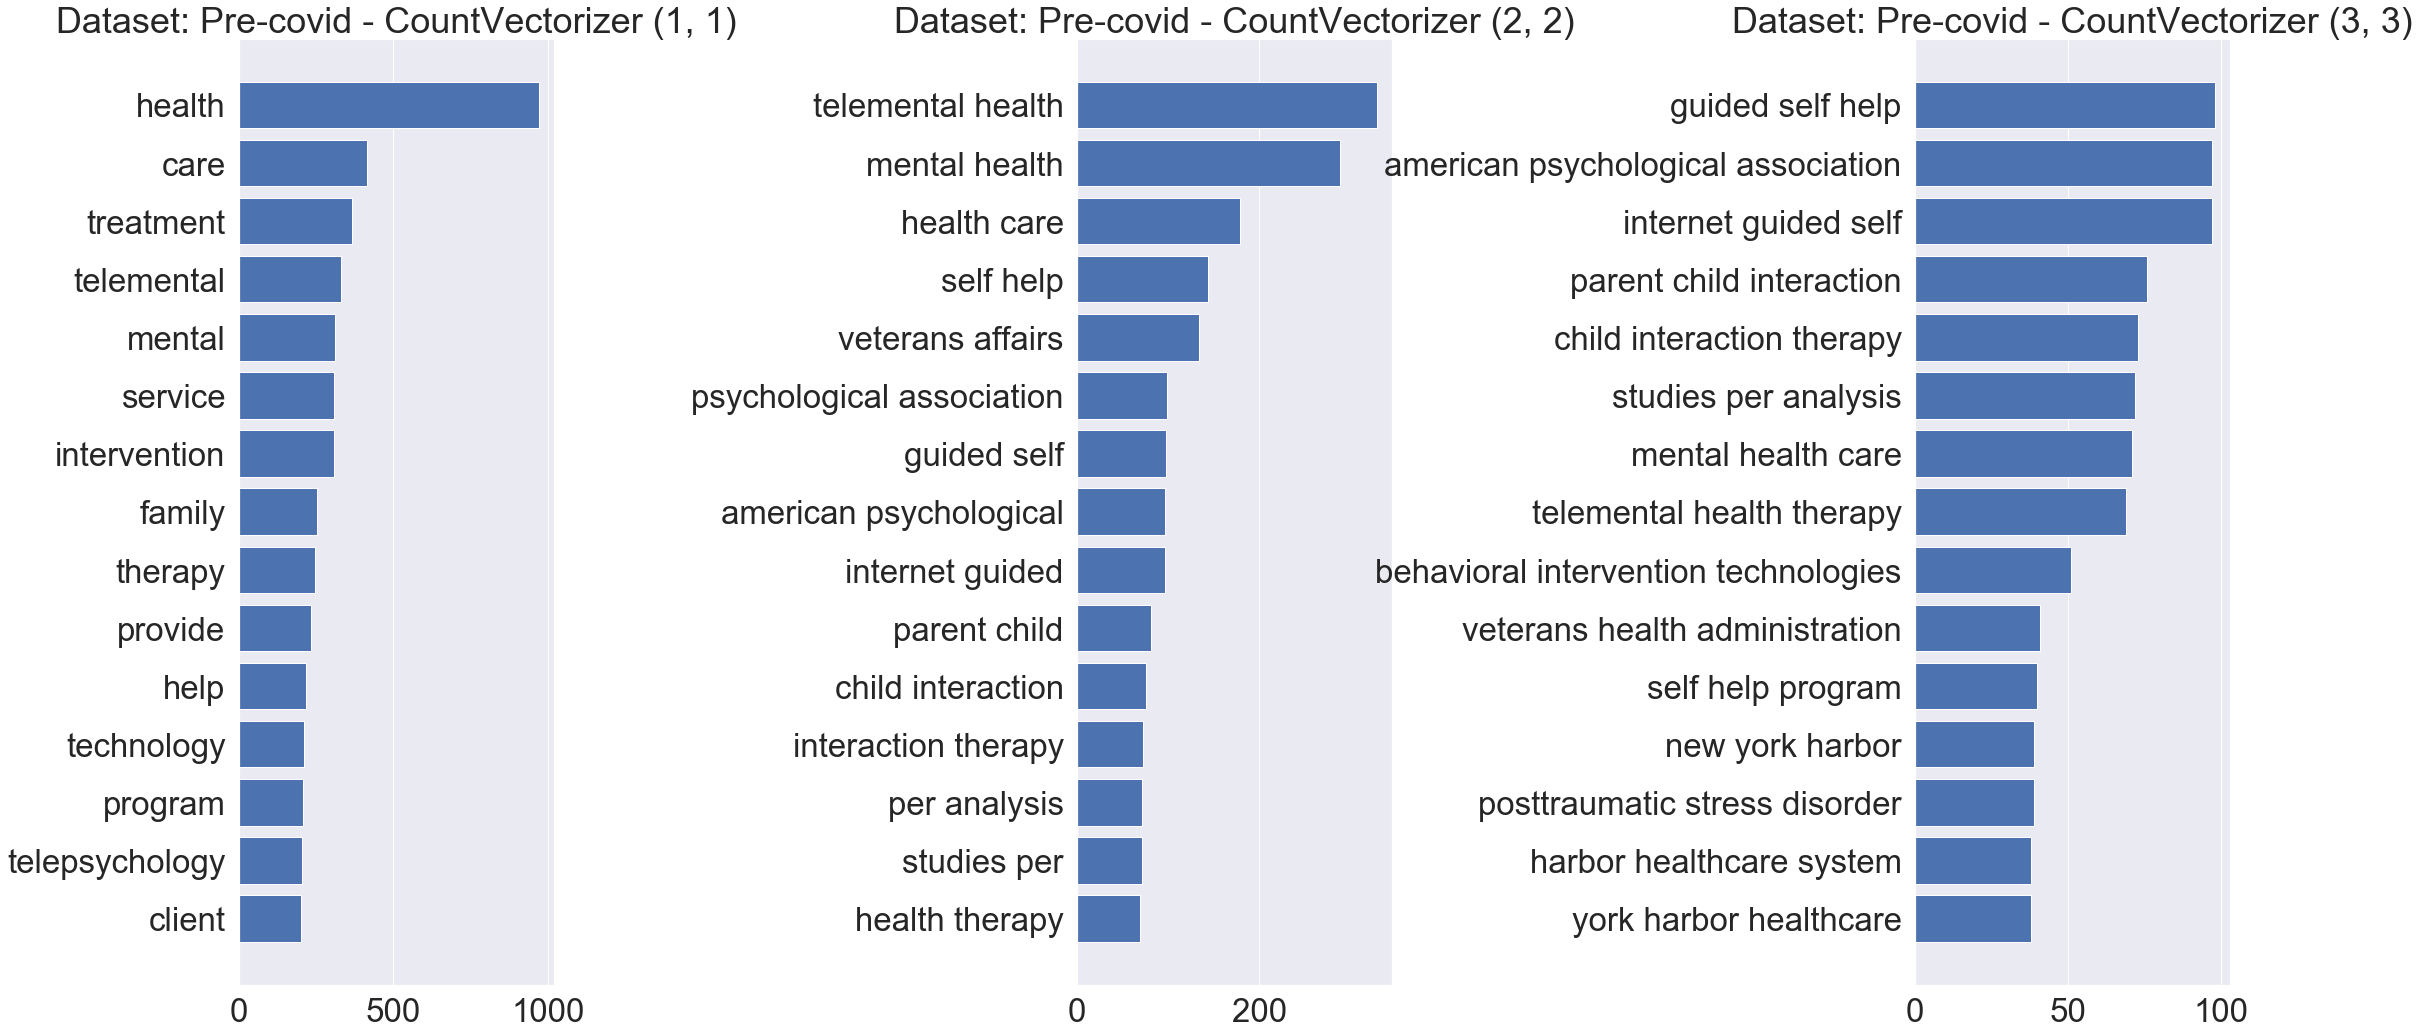 Dataset: Pre-covid - CountVectorizer (1, 1)
health
care
treatment
telemental
mental
service
intervention
family
therapy
provide
help
technology
program
telepsychology
client
0 500 1000
Dataset: Pre-covid - CountVectorizer (2, 2)
telemental health
mental health
health care
self help
veterans affairs
psychological association
guided self
american psychological
internet guided
parent child
child interaction
interaction therapy
per analysis
studies per
health therapy
0 200
Dataset: Pre-covid - CountVectorizer (3, 3)
guided self help
american psychological association
internet guided self
parent child interaction
child interaction therapy
studies per analysis
mental health care
telemental health therapy
behavioral intervention technologies
veterans health administration
self help program
new york harbor
posttraumatic stress disorder
harbor healthcare system
york harbor healthcare
0 50 100